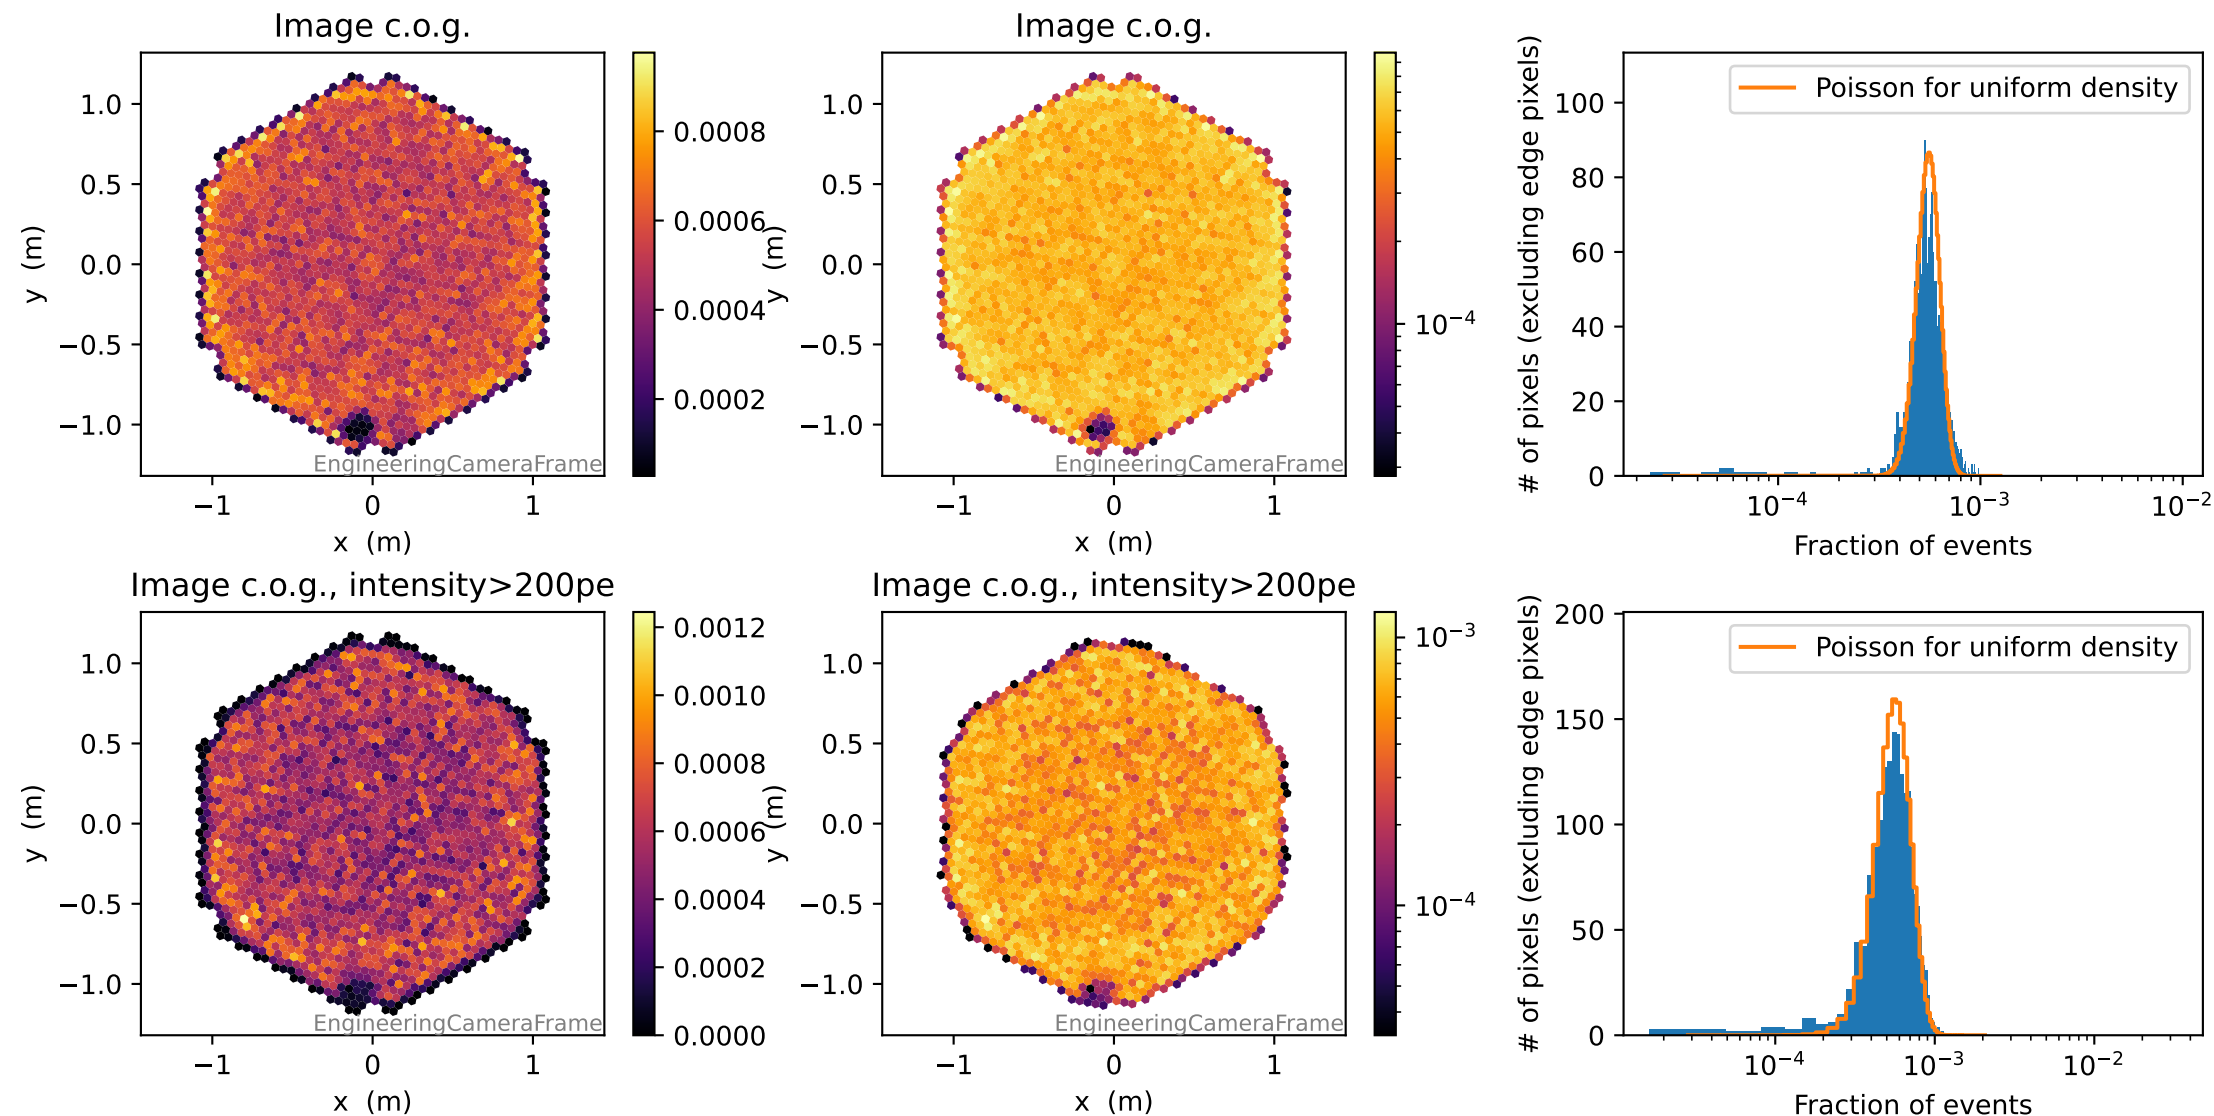 Image c.o.g.
y (m)
1.0
0.5
0.0
−0.5
−1.0
−1
0
1
x (m)
EngineeringCameraFrame
0.0008
0.0006
0.0004
0.0002
Image c.o.g.
y (m)
1.0
0.5
0.0
−0.5
−1.0
−1
0
1
x (m)
EngineeringCameraFrame
10−4
# of pixels (excluding edge pixels)
100
80
60
40
20
0
Poisson for uniform density
10−4
10−3
10−2
Fraction of events
Image c.o.g., intensity>200pe
y (m)
1.0
0.5
0.0
−0.5
−1.0
−1
0
1
x (m)
EngineeringCameraFrame
0.0012
0.0010
0.0008
0.0006
0.0004
0.0002
0.0000
Image c.o.g., intensity>200pe
y (m)
1.0
0.5
0.0
−0.5
−1.0
−1
0
1
x (m)
EngineeringCameraFrame
10−3
10−4
# of pixels (excluding edge pixels)
200
150
100
50
0
Poisson for uniform density
10−4
10−3
10−2
Fraction of events